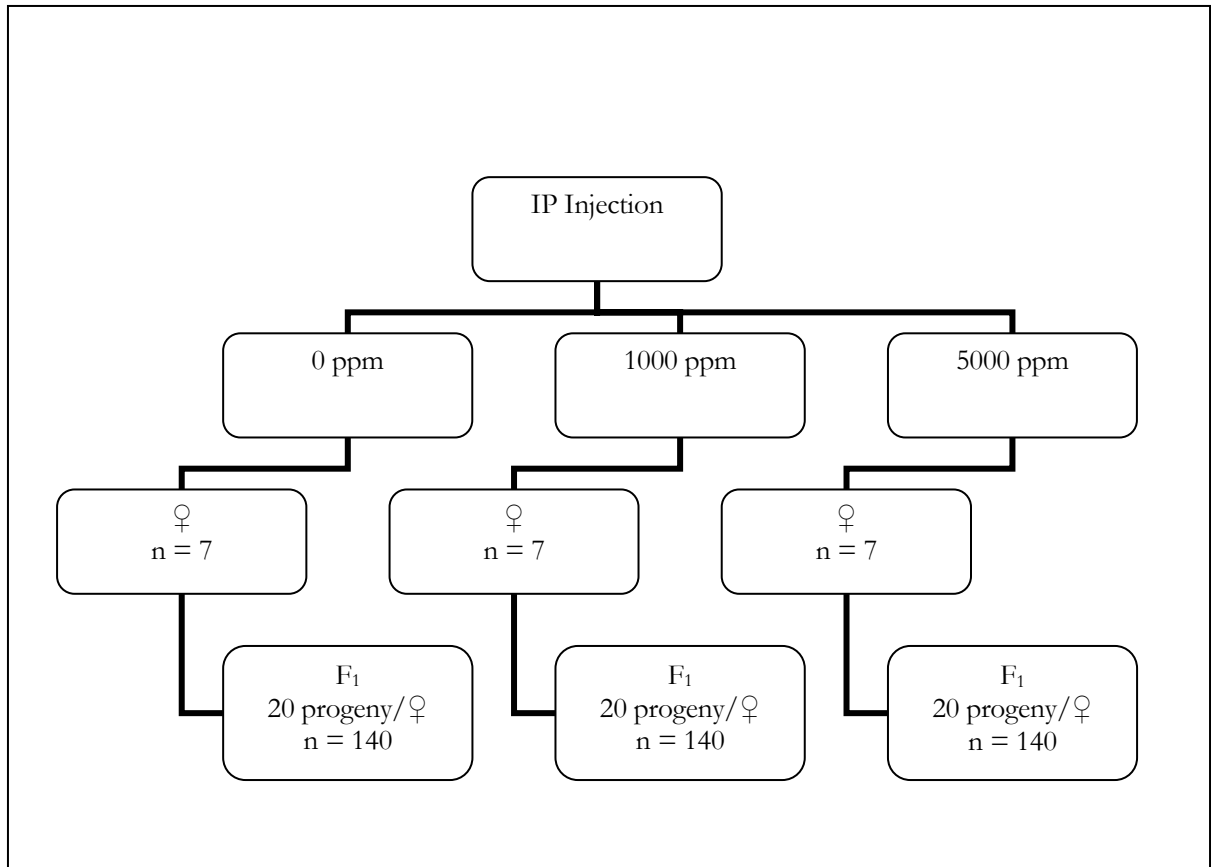 IP Injection
0 ppm
1000 ppm
5000 ppm
♀
n = 7
♀
n = 7
♀
n = 7
F₁
20 progeny/♀
n = 140
F₁
20 progeny/♀
n = 140
F₁
20 progeny/♀
n = 140